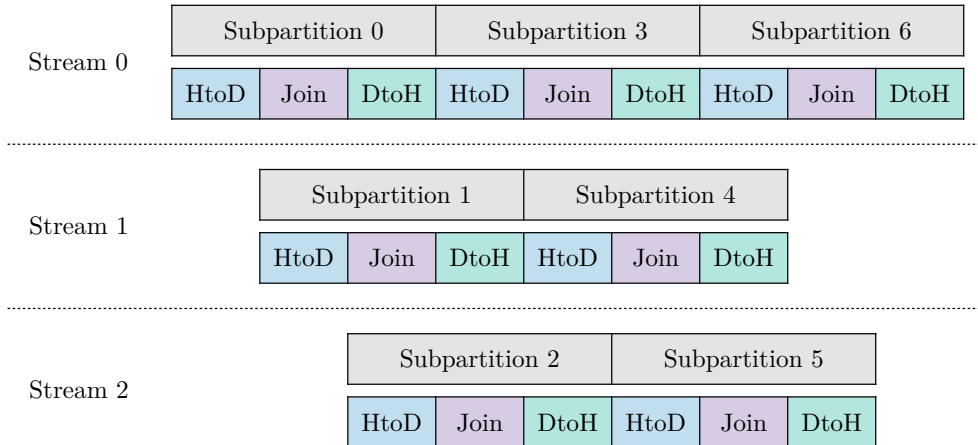 Subpartition 0 Subpartition 3 Subpartition 6
Stream 0
HtoD Join DtoH HtoD Join DtoH HtoD Join DtoH
Subpartition 1 Subpartition 4
Stream 1
HtoD Join DtoH HtoD Join DtoH
Subpartition 2 Subpartition 5
Stream 2
HtoD Join DtoH HtoD Join DtoH